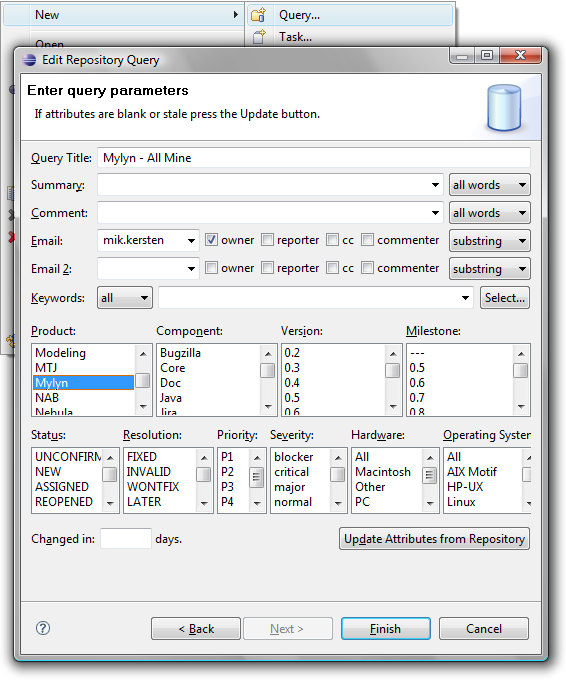 New Query...
Open Task...
Edit Repository Query
Enter query parameters
If attributes are blank or stale press the Update button.
Query Title: Mylyn - All Mine
Summary: all words
Comment: all words
Email: mik.kersten owner reporter cc commenter substring
Email 2: owner reporter cc commenter substring
Keywords: all Select...
Product: Component: Version: Milestone:
Modeling Bugzilla 0.2 ---
MTJ Core 0.3 0.5
Mylyn Doc 0.4 0.6
NAB Java 0.5 0.7
Nebula Jira 0.6 0.8
Status: Resolution: Priority: Severity: Hardware: Operating System
UNCONFIRM FIXED P1 blocker All All
NEW INVALID P2 critical Macintosh AIX Motif
ASSIGNED WONTFIX P3 major Other HP-UX
REOPENED LATER P4 normal PC Linux
Changed in: days. Update Attributes from Repository
? < Back Next > Finish Cancel